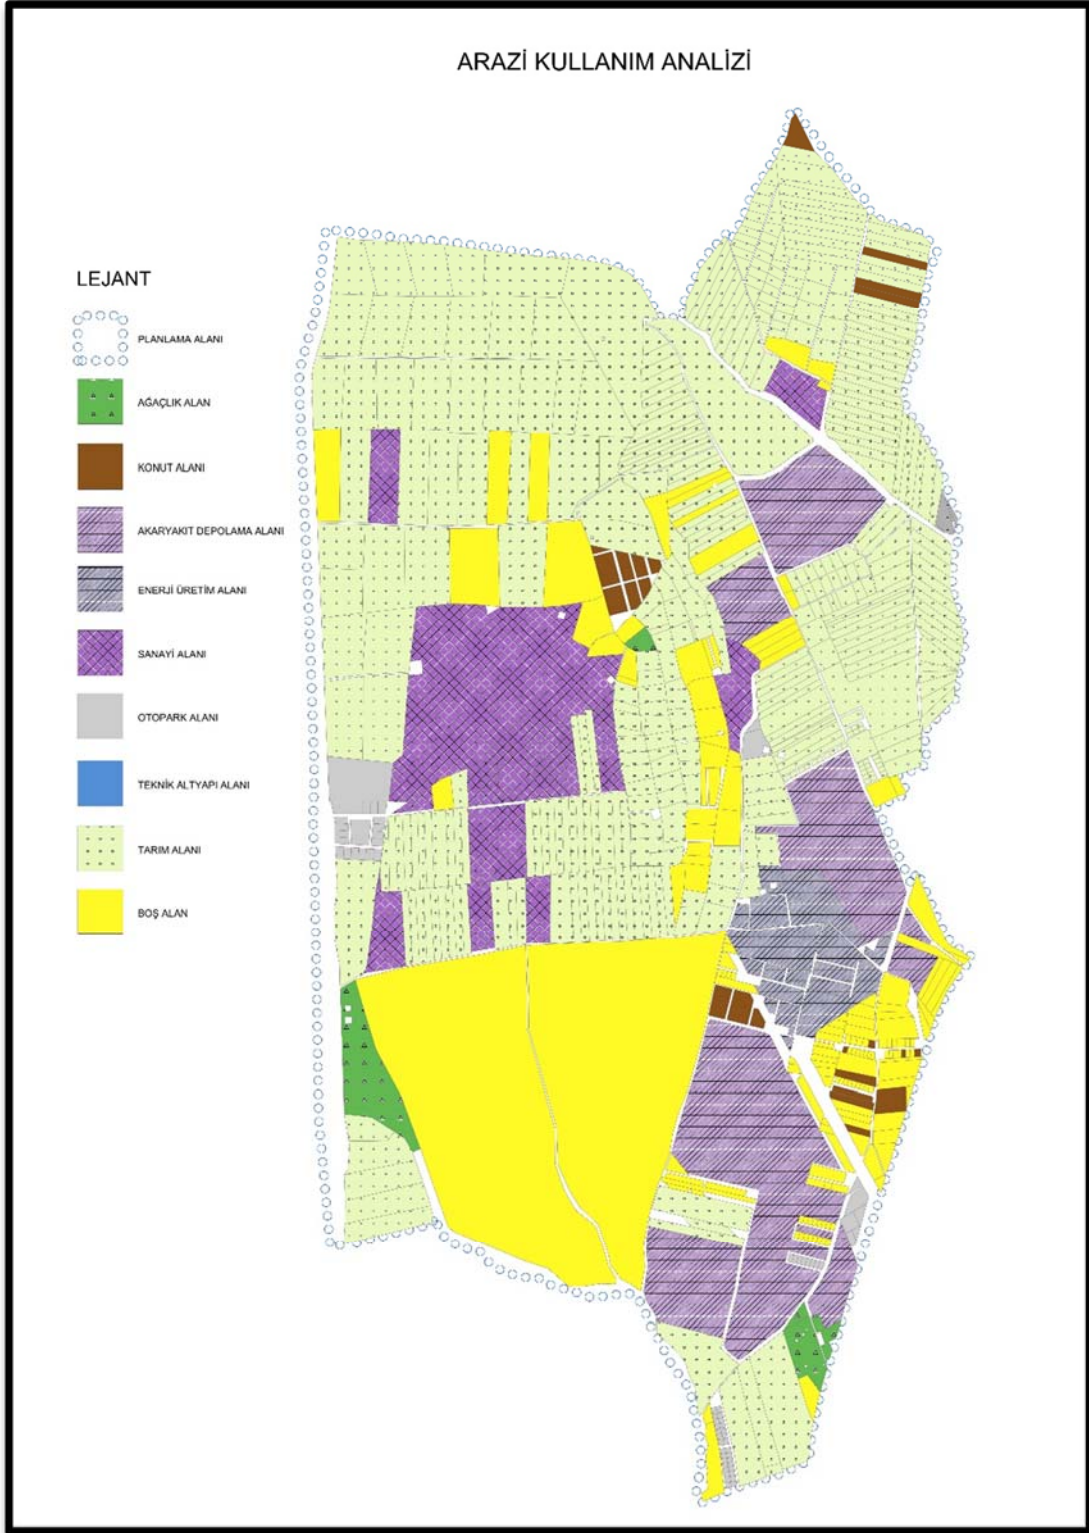 ARAZİ KULLANIM ANALİZİ
LEJANT
PLANLAMA ALANI
AĞAÇLIK ALAN
KONUT ALANI
AKARYAKIT DEPOLAMA ALANI
ENERJİ ÜRETİM ALANI
SANAYİ ALANI
OTOPARK ALANI
TEKNİK ALTYAPI ALANI
TARIM ALANI
BOŞ ALAN